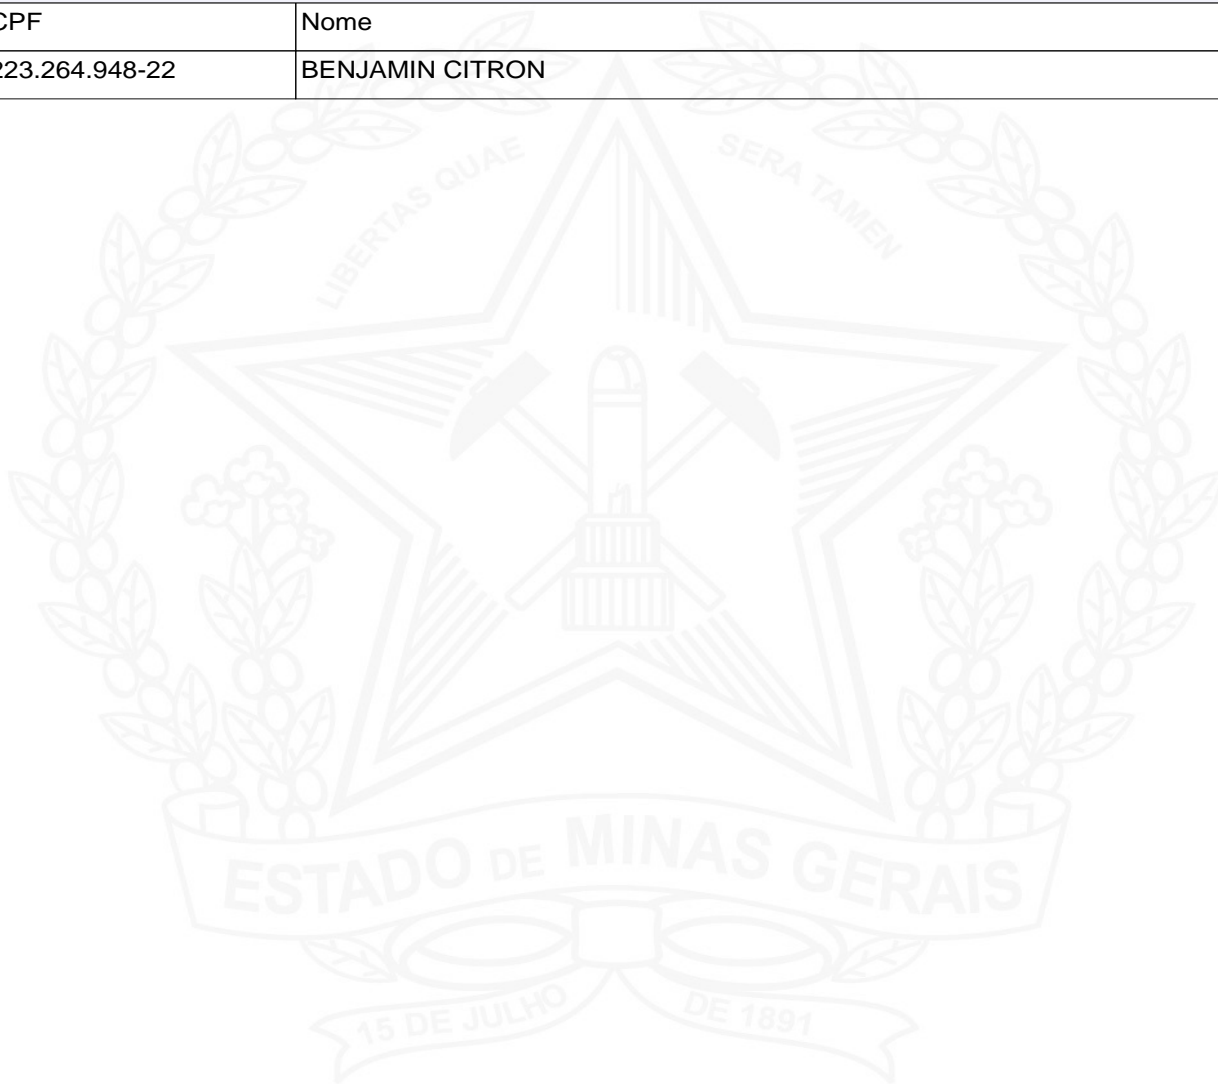 CPF Nome
223.264.948-22 BENJAMIN CITRON
LIBERTAS QUAE SERA TAMEN
ESTADO DE MINAS GERAIS
15 DE JULHO DE 1891